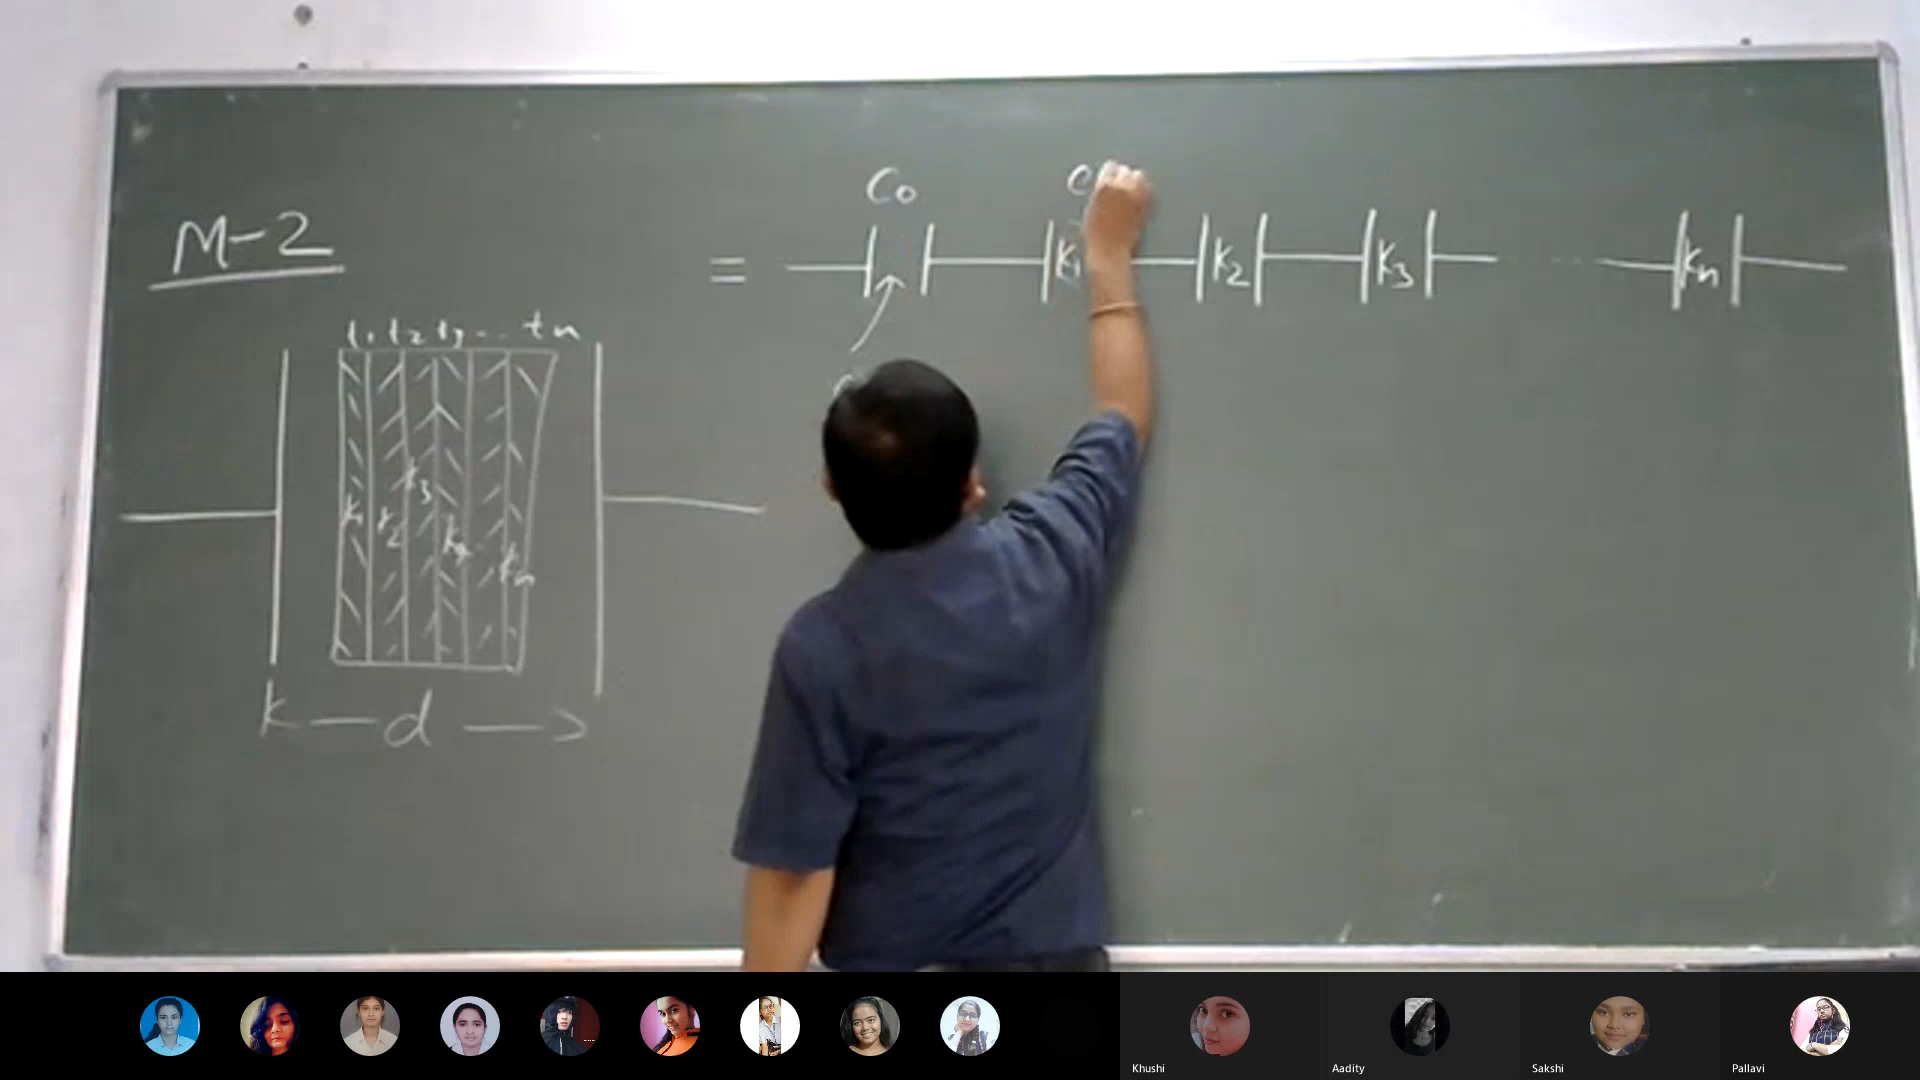 M-2
= C₀
k₁ k₂ k₃ ... kₙ
t₁ t₂ t₃ ... tₙ
k₁ k₂ k₃ k₄ kₙ
k — d —>
Khushi
Aadity
Sakshi
Pallavi